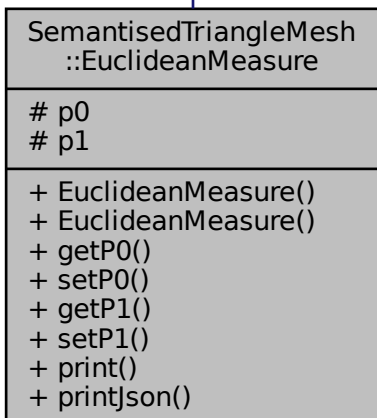 SemantisedTriangleMesh
::EuclideanMeasure
# p0
# p1
+ EuclideanMeasure()
+ EuclideanMeasure()
+ getP0()
+ setP0()
+ getP1()
+ setP1()
+ print()
+ printJson()